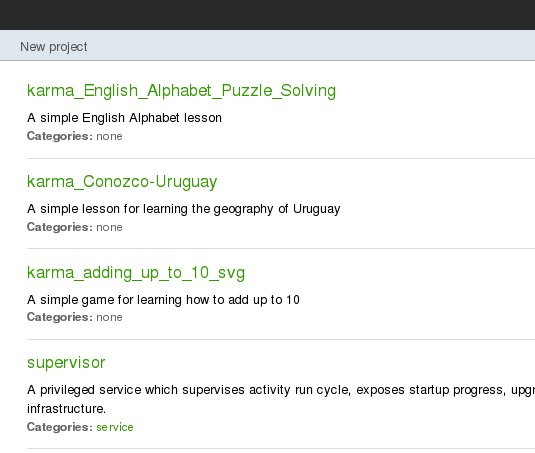 New project
karma_English_Alphabet_Puzzle_Solving
A simple English Alphabet lesson
Categories: none
karma_Conozco-Uruguay
A simple lesson for learning the geography of Uruguay
Categories: none
karma_adding_up_to_10_svg
A simple game for learning how to add up to 10
Categories: none
supervisor
A privileged service which supervises activity run cycle, exposes startup progress,
infrastructure.
Categories: service